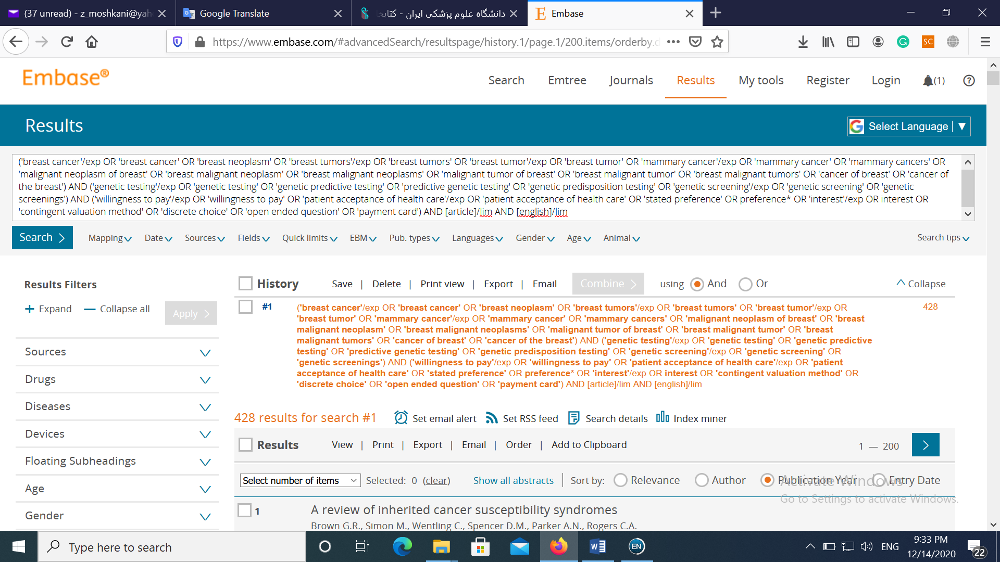 (37 unread) - z_moshkani@yah
Google Translate
دانشگاه علوم پزشکی ایران - کتابخا
Embase
https://www.embase.com/#advancedSearch/resultspage/history.1/page.1/200.items/orderby.d
SC
Embase®
Search
Emtree
Journals
Results
My tools
Register
Login
(1)
Results
Select Language
('breast cancer'/exp OR 'breast cancer' OR 'breast neoplasm' OR 'breast tumors'/exp OR 'breast tumors' OR 'breast tumor'/exp OR 'breast tumor' OR 'mammary cancer'/exp OR 'mammary cancer' OR 'mammary cancers' OR
'malignant neoplasm of breast' OR 'breast malignant neoplasm' OR 'breast malignant neoplasms' OR 'malignant tumor of breast' OR 'breast malignant tumor' OR 'breast malignant tumors' OR 'cancer of breast' OR 'cancer of
the breast') AND ('genetic testing'/exp OR 'genetic testing' OR 'genetic predictive testing' OR 'predictive genetic testing' OR 'genetic predisposition testing' OR 'genetic screening'/exp OR 'genetic screening' OR 'genetic
screenings') AND ('willingness to pay'/exp OR 'willingness to pay' OR 'patient acceptance of health care'/exp OR 'patient acceptance of health care' OR 'stated preference' OR preference* OR 'interest'/exp OR interest OR
'contingent valuation method' OR 'discrete choice' OR 'open ended question' OR 'payment card') AND [article]/lim AND [english]/lim
Search
Mapping
Date
Sources
Fields
Quick limits
EBM
Pub. types
Languages
Gender
Age
Animal
Search tips
Results Filters
+ Expand
— Collapse all
Apply
Sources
Drugs
Diseases
Devices
Floating Subheadings
Age
Gender
History
Save | Delete | Print view | Export | Email
Combine
using
And
Or
Collapse
#1
('breast cancer'/exp OR 'breast cancer' OR 'breast neoplasm' OR 'breast tumors'/exp OR 'breast tumors' OR 'breast tumor'/exp OR
'breast tumor' OR 'mammary cancer'/exp OR 'mammary cancer' OR 'mammary cancers' OR 'malignant neoplasm of breast' OR 'breast
malignant neoplasm' OR 'breast malignant neoplasms' OR 'malignant tumor of breast' OR 'breast malignant tumor' OR 'breast
malignant tumors' OR 'cancer of breast' OR 'cancer of the breast') AND ('genetic testing'/exp OR 'genetic testing' OR 'genetic predictive
testing' OR 'predictive genetic testing' OR 'genetic predisposition testing' OR 'genetic screening'/exp OR 'genetic screening' OR
'genetic screenings') AND ('willingness to pay'/exp OR 'willingness to pay' OR 'patient acceptance of health care'/exp OR 'patient
acceptance of health care' OR 'stated preference' OR preference* OR 'interest'/exp OR interest OR 'contingent valuation method' OR
'discrete choice' OR 'open ended question' OR 'payment card') AND [article]/lim AND [english]/lim
428
428 results for search #1
Set email alert
Set RSS feed
Search details
Index miner
Results
View | Print | Export | Email | Order | Add to Clipboard
1 — 200
Select number of items
Selected: 0 (clear)
Show all abstracts
Sort by:
Relevance
Author
Publication Year
Entry Date
Activate Windows
Go to Settings to activate Windows.
1
A review of inherited cancer susceptibility syndromes
Brown G.R., Simon M., Wentling C., Spencer D.M., Parker A.N., Rogers C.A.
Type here to search
EN
ENG
9:33 PM
12/14/2020
22